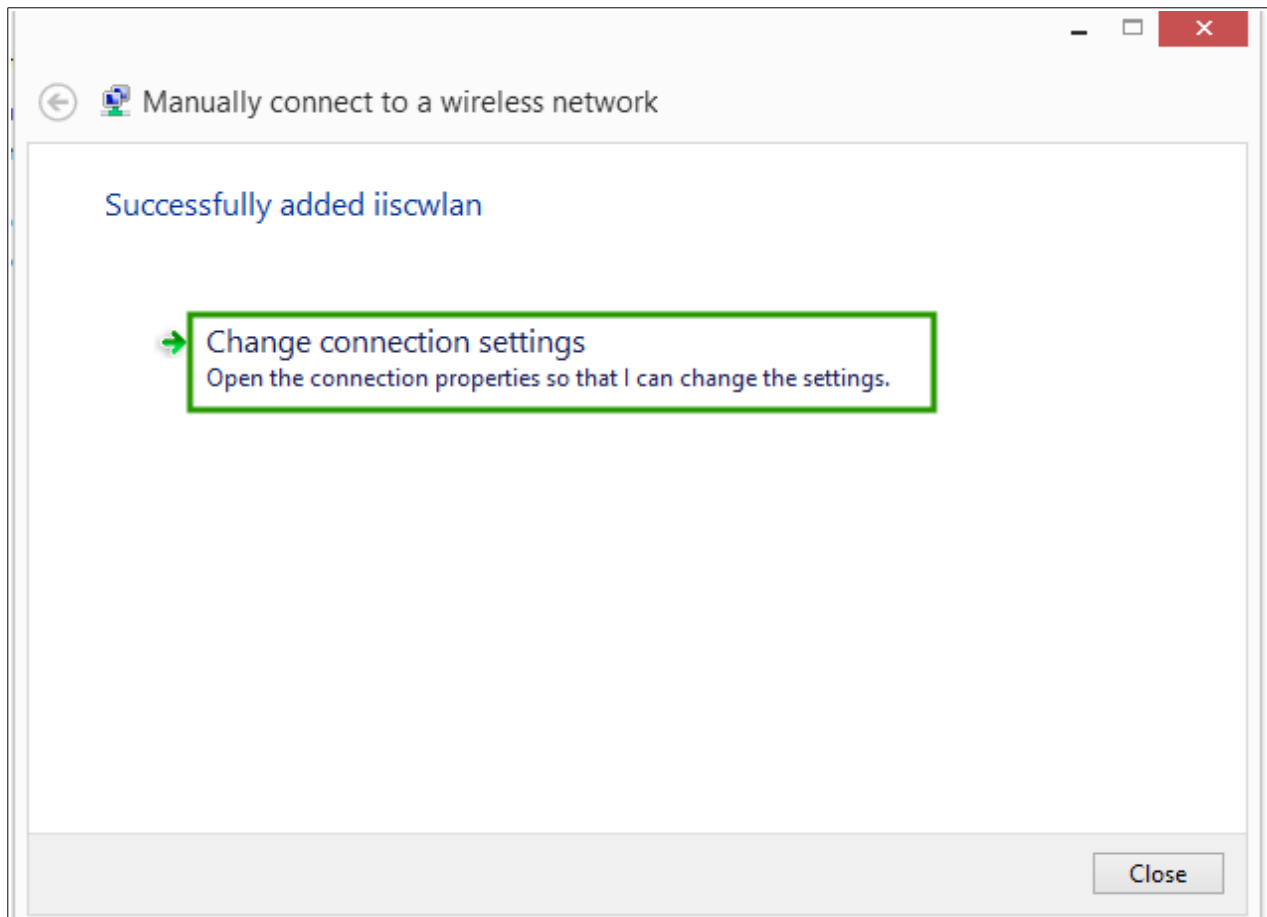 Manually connect to a wireless network
Successfully added iiscwlan
Change connection settings
Open the connection properties so that I can change the settings.
Close